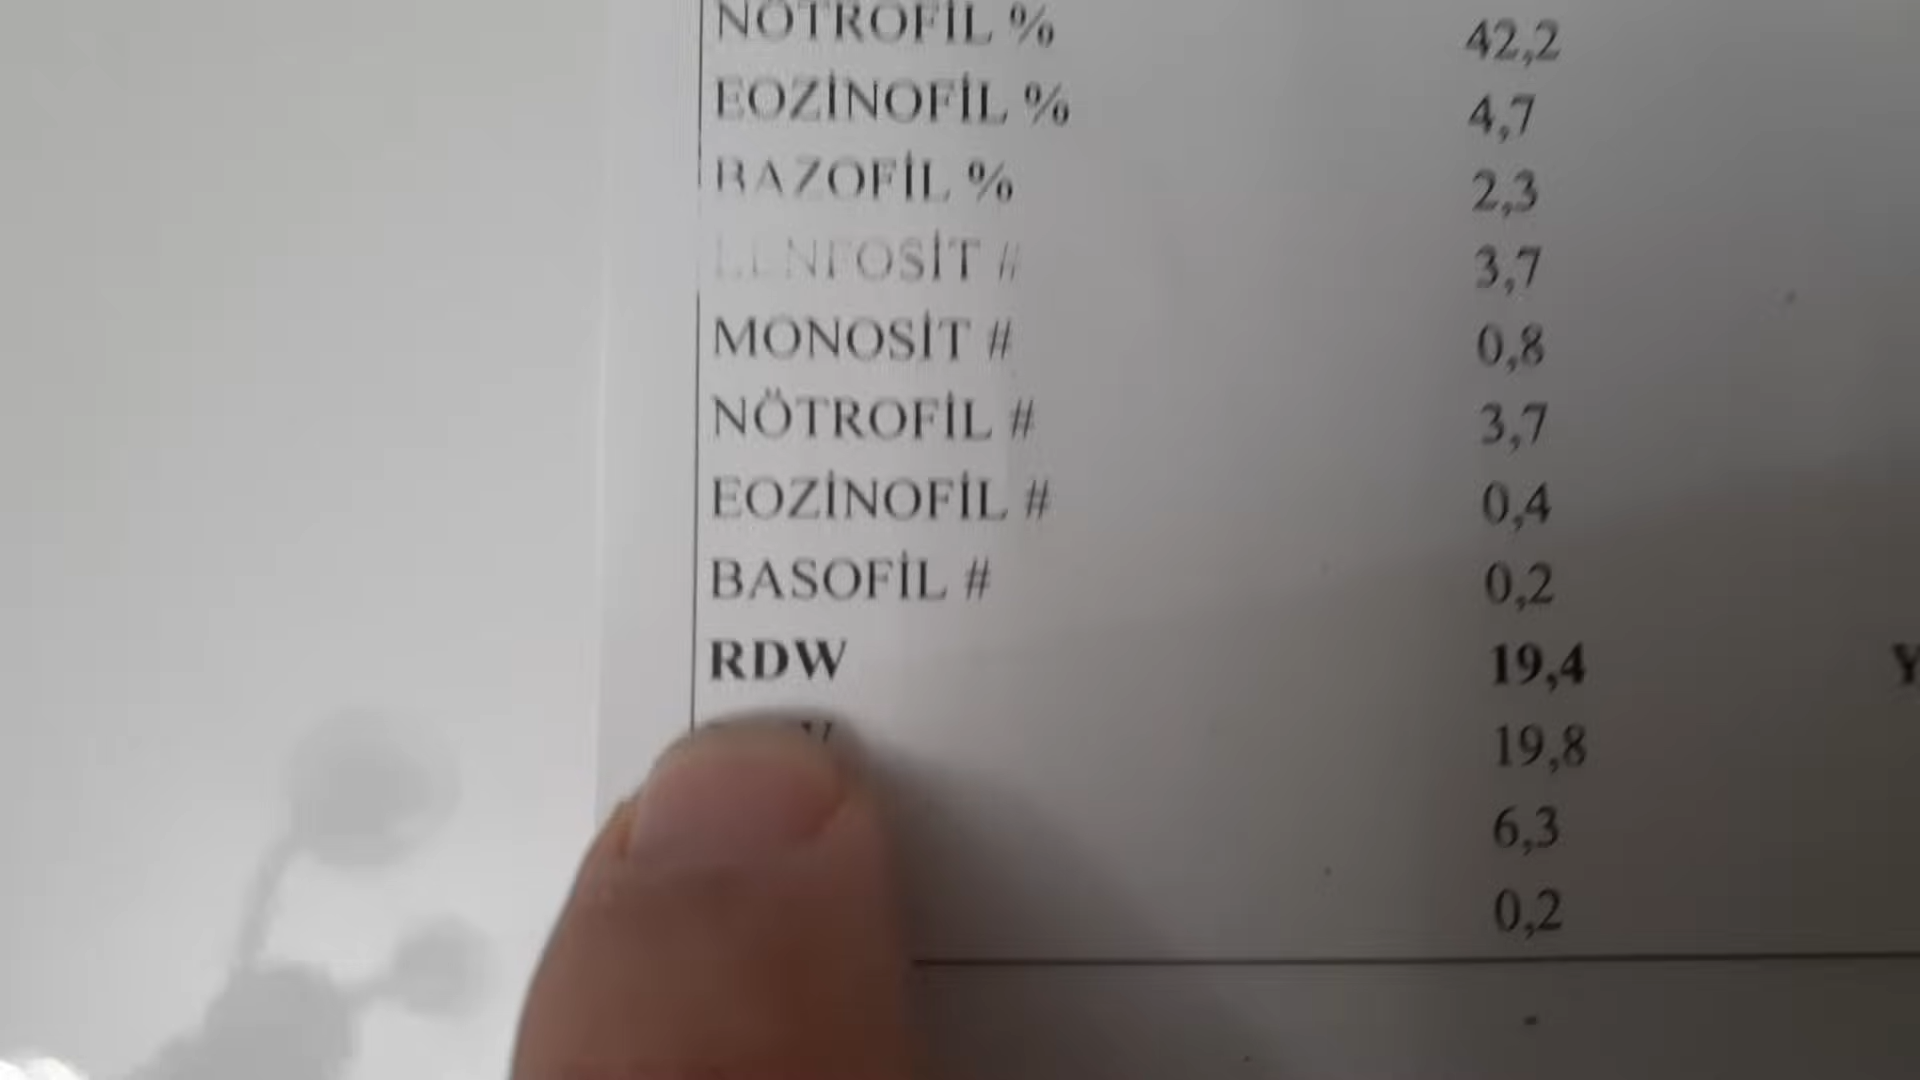 NÖTROFİL % 42,2
EOZİNOFİL % 4,7
BAZOFİL % 2,3
LENFOSİT # 3,7
MONOSİT # 0,8
NÖTROFİL # 3,7
EOZİNOFİL # 0,4
BASOFİL # 0,2
RDW 19,4 Y
19,8
6,3
0,2